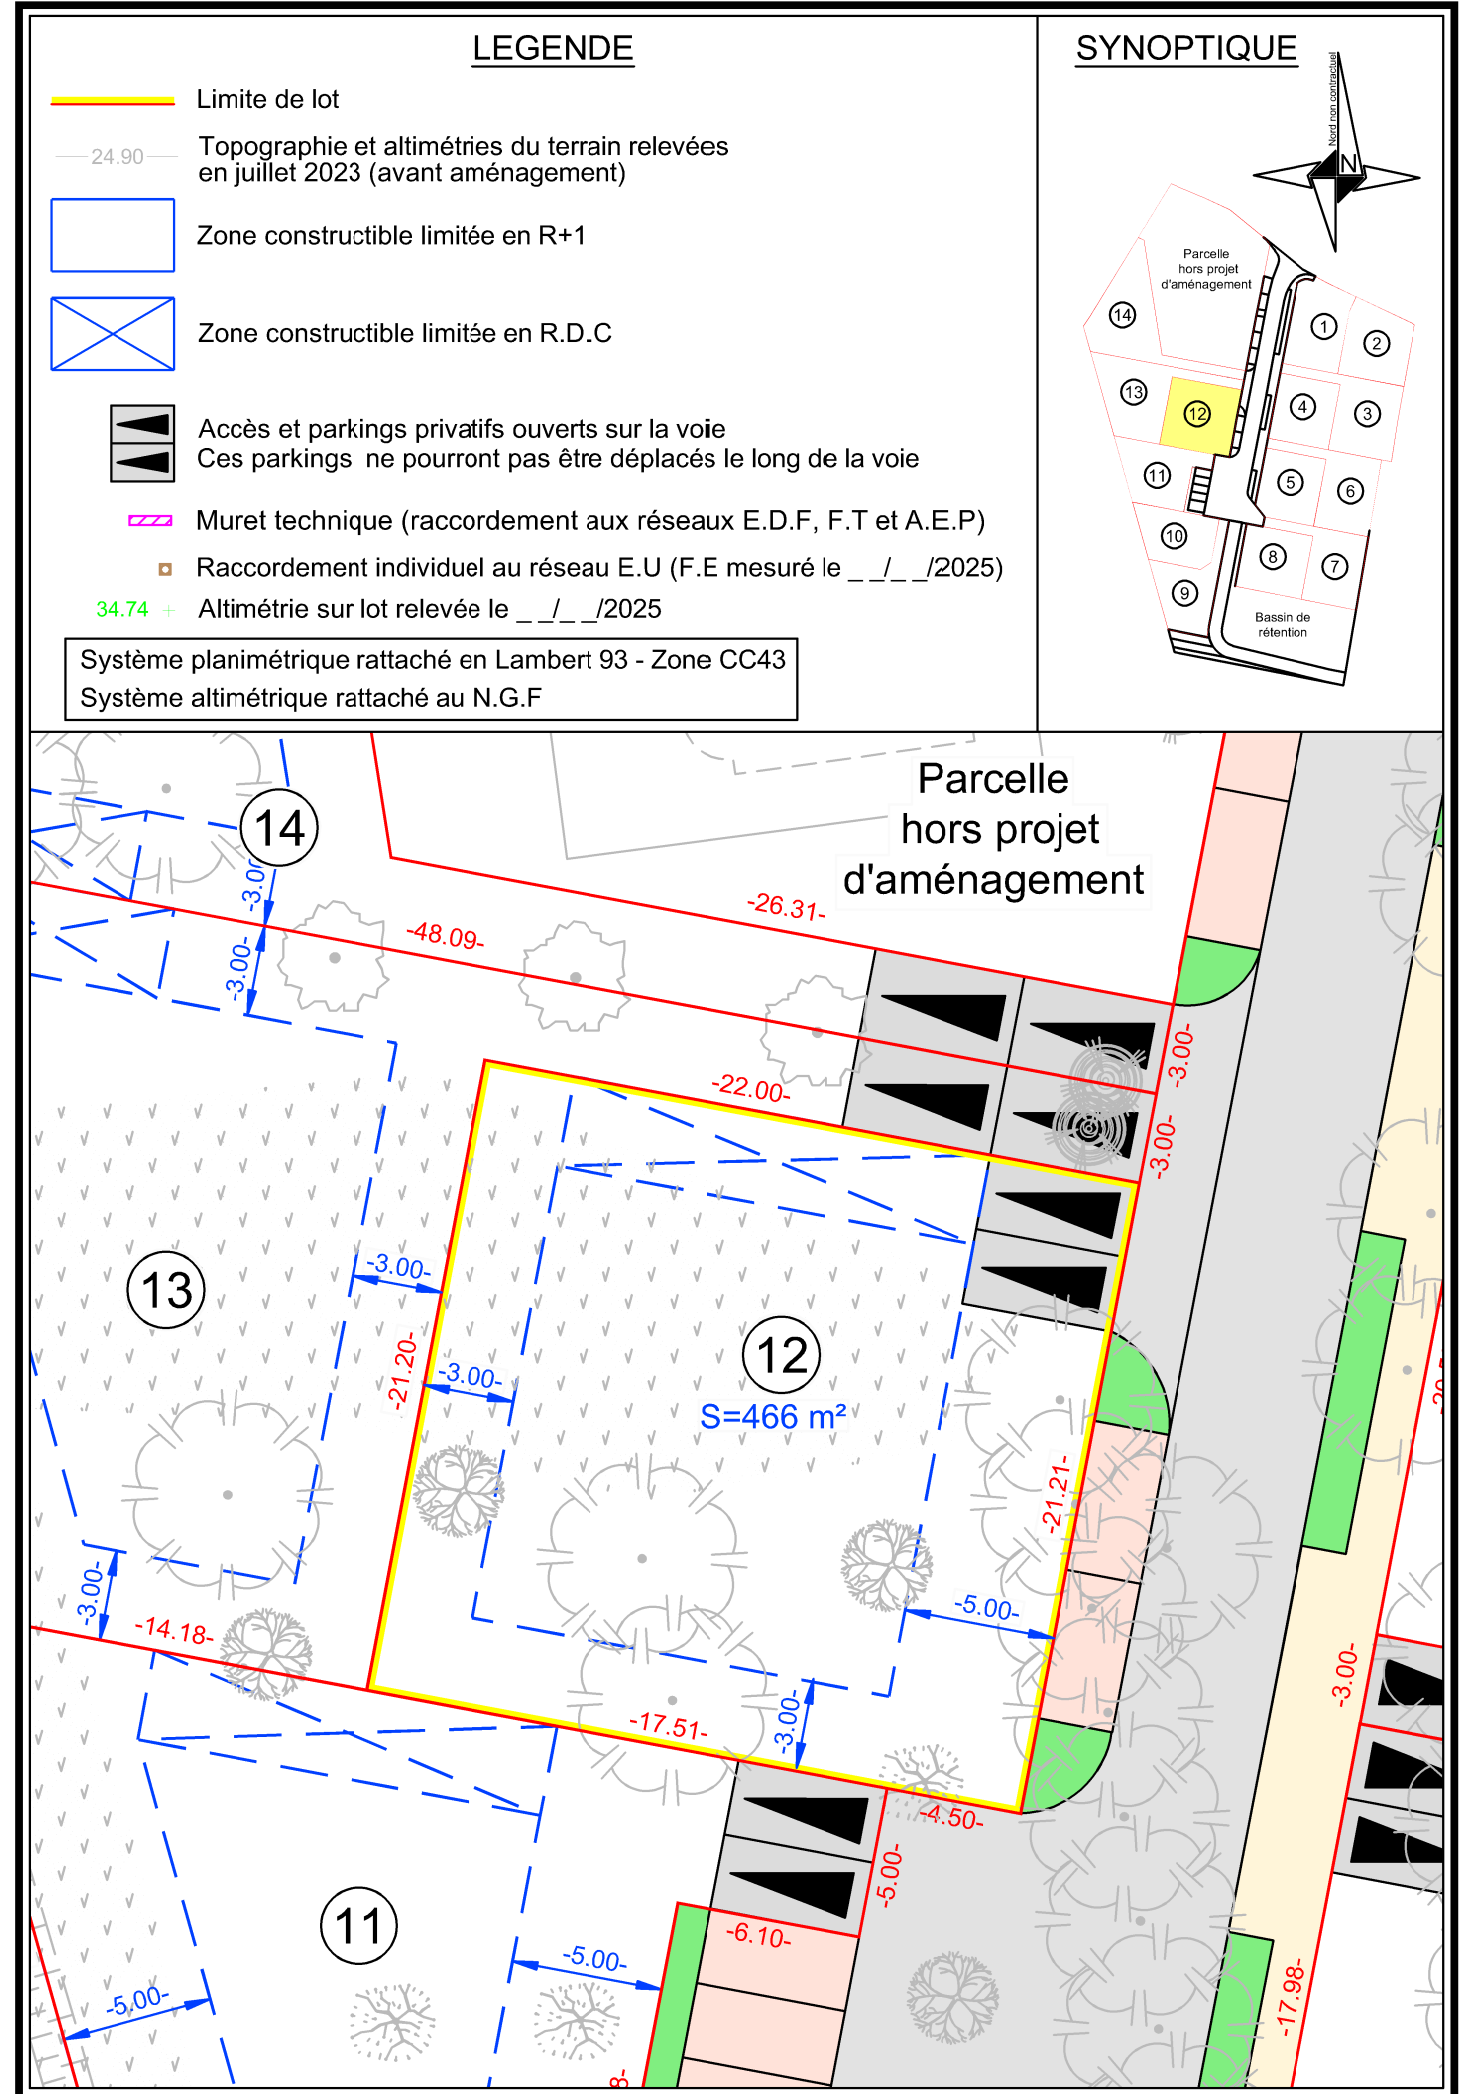 LEGENDE
Limite de lot
24.90
Topographie et altimétries du terrain relevées
en juillet 2023 (avant aménagement)
Zone constructible limitée en R+1
Zone constructible limitée en R.D.C
Accès et parkings privatifs ouverts sur la voie
Ces parkings ne pourront pas être déplacés le long de la voie
Muret technique (raccordement aux réseaux E.D.F, F.T et A.E.P)
Raccordement individuel au réseau E.U (F.E mesuré le _ _/_ _/2025)
34.74
Altimétrie sur lot relevée le _ _/_ _/2025
Système planimétrique rattaché en Lambert 93 - Zone CC43
Système altimétrique rattaché au N.G.F
SYNOPTIQUE
Nord non contractuel
N
Parcelle
hors projet
d'aménagement
14
1
2
13
12
4
3
11
5
6
10
8
7
9
Bassin de
rétention
Parcelle
hors projet
d'aménagement
14
-3.00-
-26.31-
-48.09-
-3.00-
-3.00-
-22.00-
-3.00-
-3.00-
13
12
S=466 m²
-21.20-
-3.00-
-21.21-
-3.00-
-5.00-
-14.18-
-3.00-
-17.51-
-3.00-
-4.50-
-5.00-
11
-6.10-
-5.00-
-5.00-
-17.98-